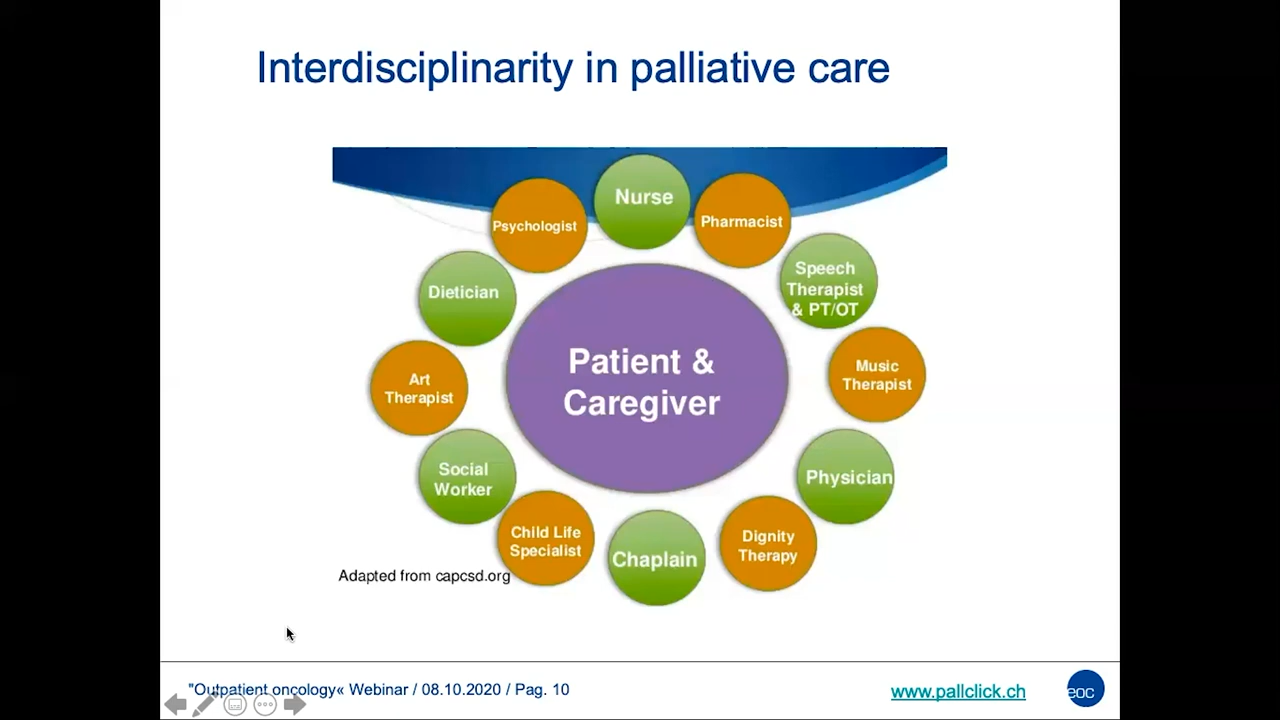 Interdisciplinarity in palliative care
Nurse
Psychologist
Pharmacist
Speech
Therapist
& PT/OT
Dietician
Patient &
Caregiver
Art
Therapist
Music
Therapist
Social
Worker
Physician
Child Life
Specialist
Chaplain
Dignity
Therapy
Adapted from capcsd.org
"Outpatient oncology« Webinar / 08.10.2020 / Pag. 10
www.pallclick.ch
eoc